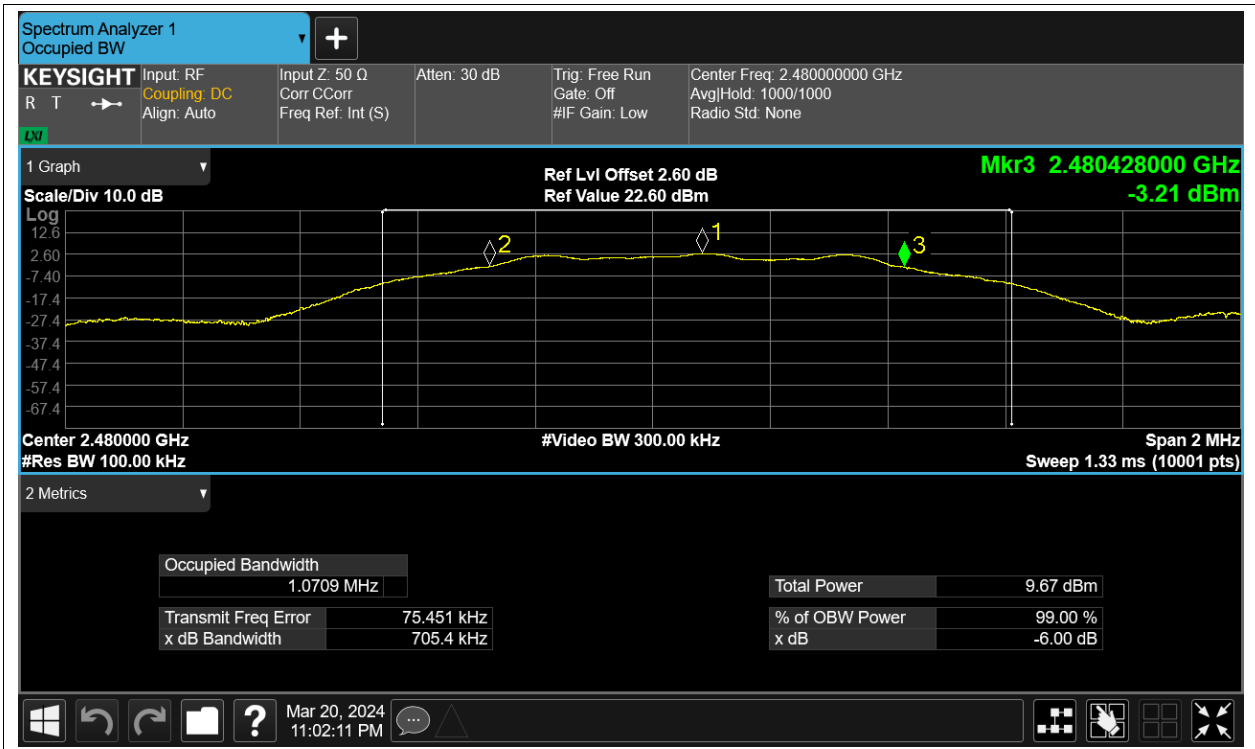 Spectrum Analyzer 1
Occupied BW
KEYSIGHT
R T
LXI
Input: RF
Coupling: DC
Align: Auto
Input Z: 50 Ω
Corr CCorr
Freq Ref: Int (S)
Atten: 30 dB
Trig: Free Run
Gate: Off
#IF Gain: Low
Center Freq: 2.480000000 GHz
Avg|Hold: 1000/1000
Radio Std: None
1 Graph
Scale/Div 10.0 dB
Ref Lvl Offset 2.60 dB
Ref Value 22.60 dBm
Mkr3 2.480428000 GHz
-3.21 dBm
Log
12.6
2.60
-7.40
-17.4
-27.4
-37.4
-47.4
-57.4
-67.4
2
1
3
Center 2.480000 GHz
#Res BW 100.00 kHz
#Video BW 300.00 kHz
Span 2 MHz
Sweep 1.33 ms (10001 pts)
2 Metrics
Occupied Bandwidth
1.0709 MHz
Transmit Freq Error 75.451 kHz
x dB Bandwidth 705.4 kHz
Total Power 9.67 dBm
% of OBW Power 99.00 %
x dB -6.00 dB
?
Mar 20, 2024
11:02:11 PM